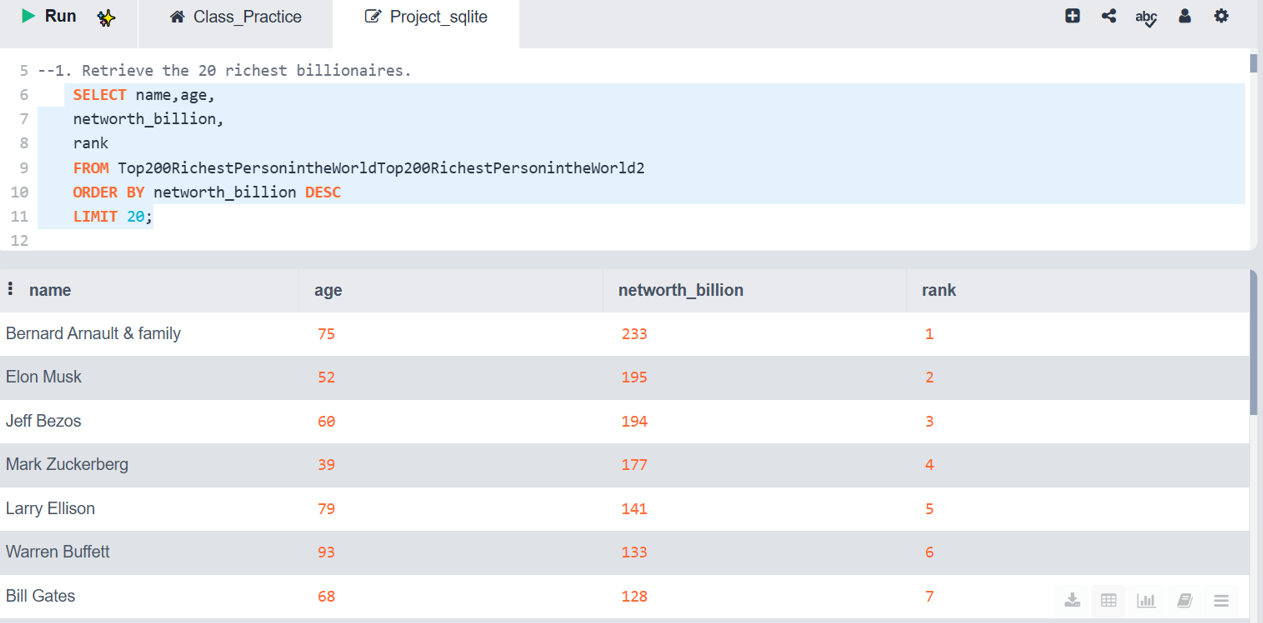 Run Class_Practice Project_sqlite abc
5 --1. Retrieve the 20 richest billionaires.
6 SELECT name,age,
7 networth_billion,
8 rank
9 FROM Top200RichestPersonintheWorldTop200RichestPersonintheWorld2
10 ORDER BY networth_billion DESC
11 LIMIT 20;
12
name age networth_billion rank
Bernard Arnault & family 75 233 1
Elon Musk 52 195 2
Jeff Bezos 60 194 3
Mark Zuckerberg 39 177 4
Larry Ellison 79 141 5
Warren Buffett 93 133 6
Bill Gates 68 128 7